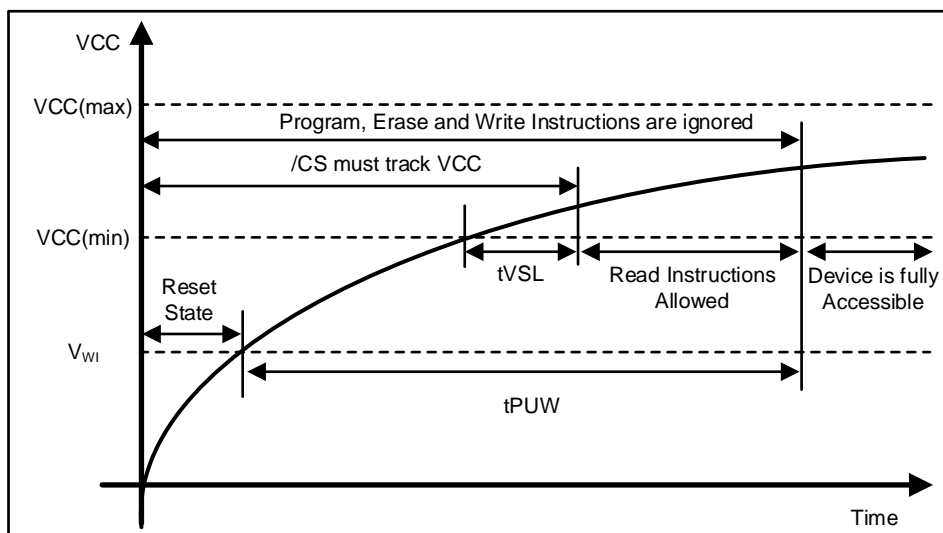 VCC
VCC(max)
Program, Erase and Write Instructions are ignored
/CS must track VCC
VCC(min)
tVSL
Read Instructions
Allowed
Device is fully
Accessible
Reset
State
VWI
tPUW
Time